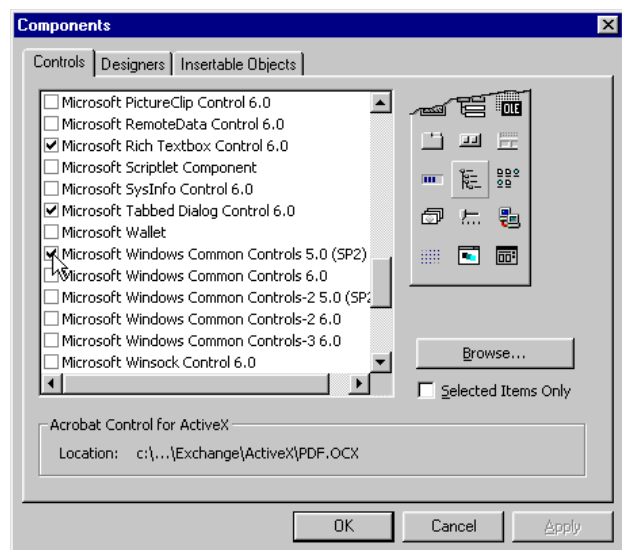 Components
Controls
Designers
Insertable Objects
Microsoft PictureClip Control 6.0
Microsoft RemoteData Control 6.0
Microsoft Rich Textbox Control 6.0
Microsoft Scriptlet Component
Microsoft SysInfo Control 6.0
Microsoft Tabbed Dialog Control 6.0
Microsoft Wallet
Microsoft Windows Common Controls 5.0 (SP2)
Microsoft Windows Common Controls 6.0
Microsoft Windows Common Controls-2 5.0 (SP2
Microsoft Windows Common Controls-2 6.0
Microsoft Windows Common Controls-3 6.0
Microsoft Winsock Control 6.0
OLE
Browse...
Selected Items Only
Acrobat Control for ActiveX
Location: c:\...\Exchange\ActiveX\PDF.OCX
OK
Cancel
Apply